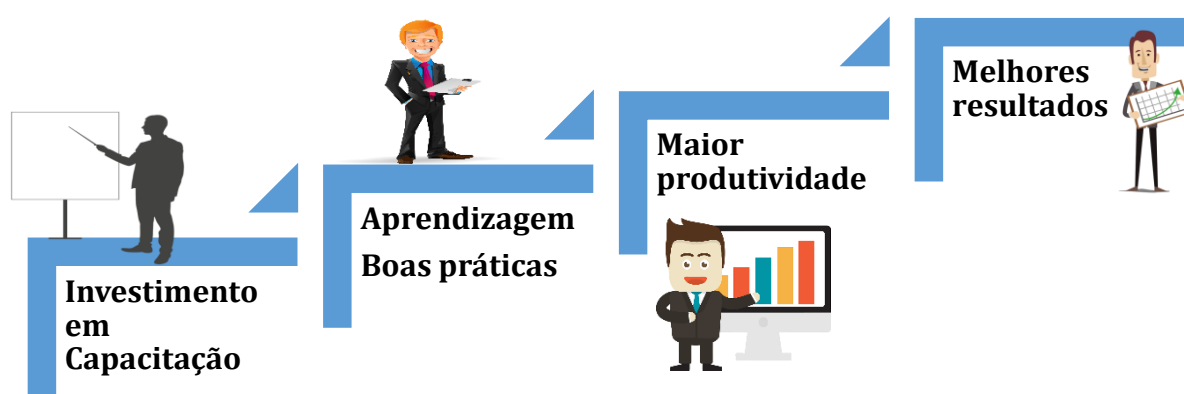 Investimento
em
Capacitação
Aprendizagem
Boas práticas
Maior
produtividade
Melhores
resultados